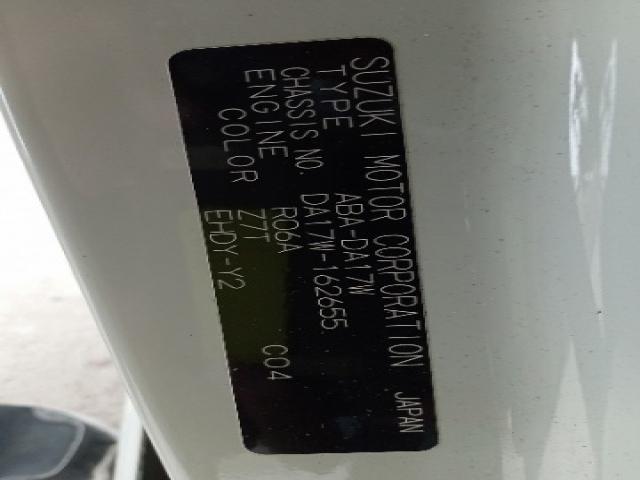 SUZUKI MOTOR CORPORATION JAPAN
TYPE ABA-DA17W
CHASSIS NO. DA17W-162655
ENGINE R06A C04
COLOR Z7T
EHDY-Y2